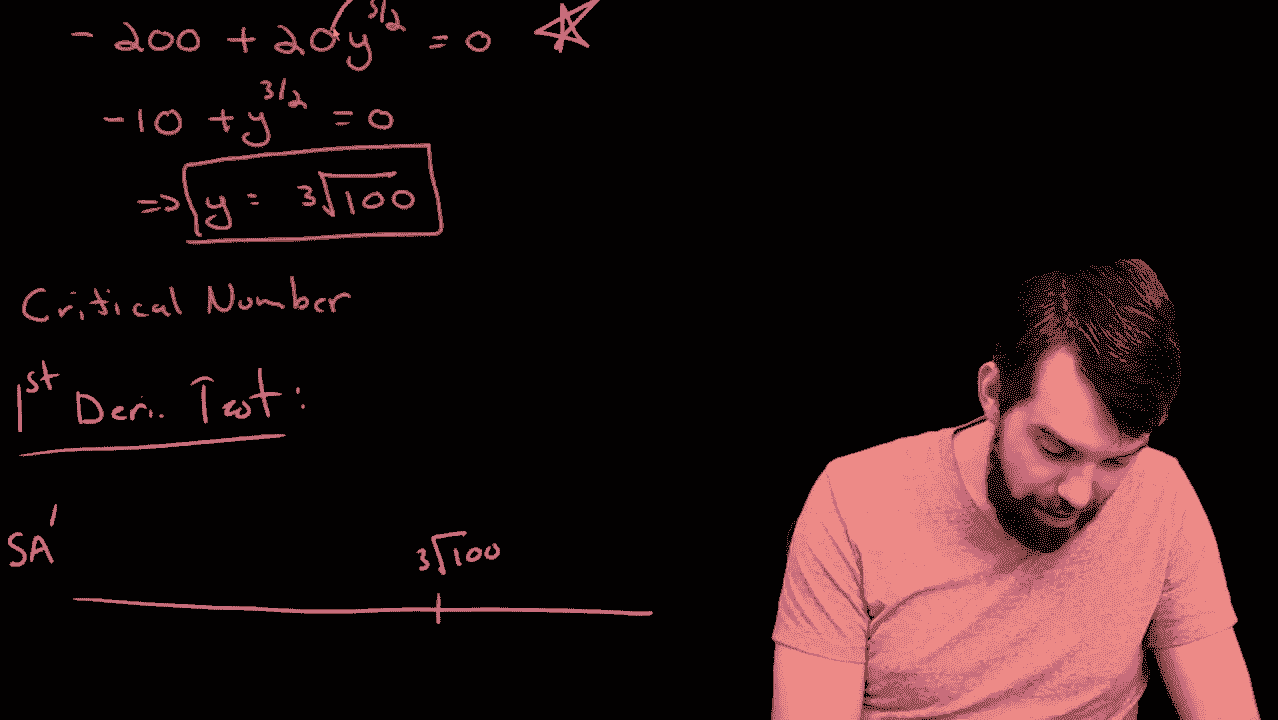 - 200 + 20y^3/2 = 0
-10 + y^3/2 = 0
=> y = ³√100
Critical Number
1st Deri. Test:
SA'
³√100